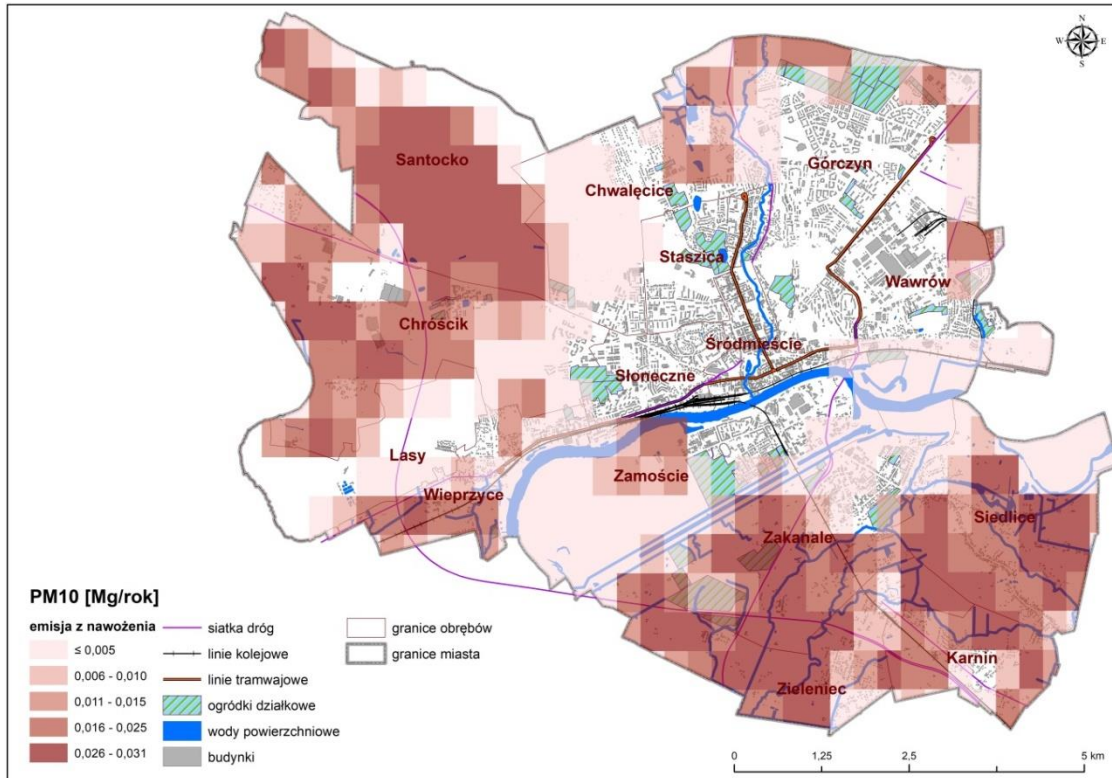 N
W E
S
Santocko
Górczyn
Chwalęcice
Staszica
Wawrów
Chróścik
Śródmieście
Słoneczne
Lasy
Zamoście
Wieprzyce
Siedlice
Zakanale
Karnin
Zieleniec
PM10 [Mg/rok]
emisja z nawożenia
≤ 0,005
0,006 - 0,010
0,011 - 0,015
0,016 - 0,025
0,026 - 0,031
siatka dróg
linie kolejowe
linie tramwajowe
ogródki działkowe
wody powierzchniowe
budynki
granice obrębów
granice miasta
0 1,25 2,5 5 km